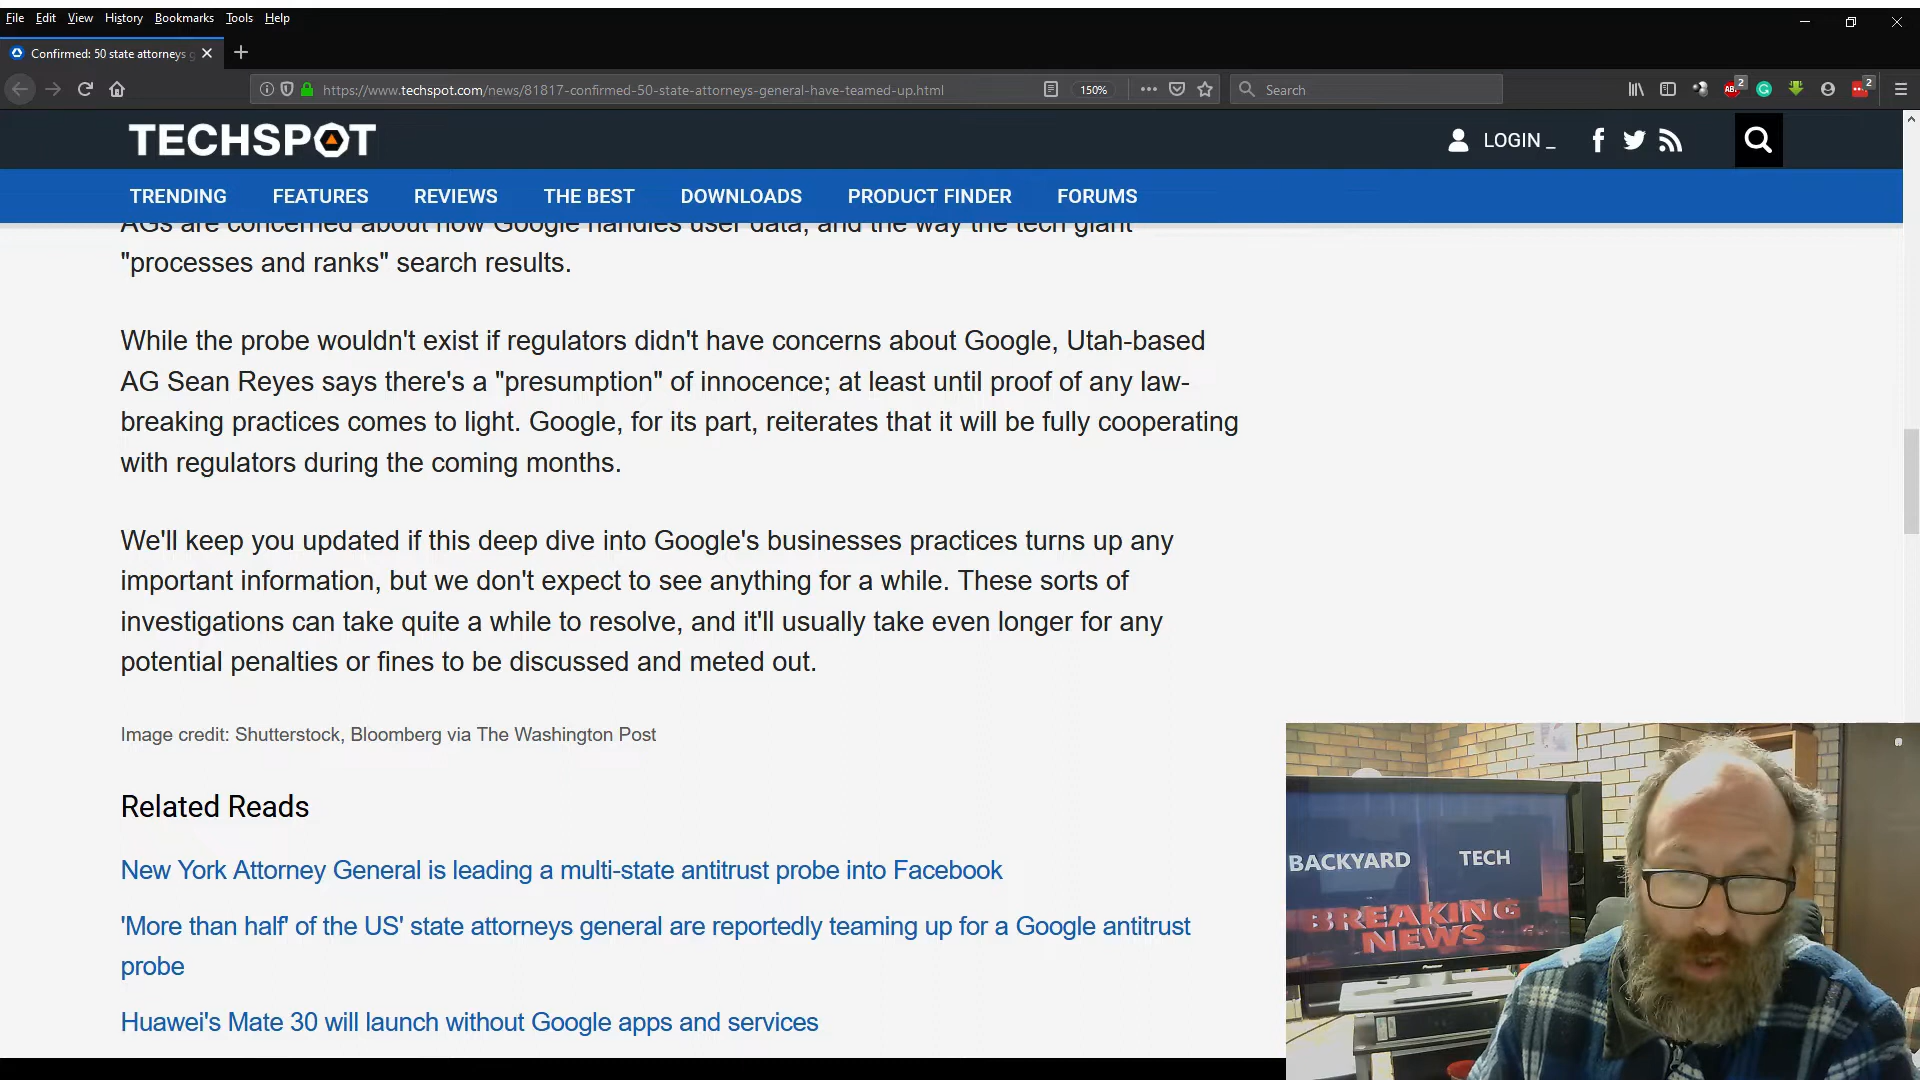 File Edit View History Bookmarks Tools Help
Confirmed: 50 state attorneys g
https://www.techspot.com/news/81817-confirmed-50-state-attorneys-general-have-teamed-up.html
150%
Search
2
2
TECHSPOT
LOGIN _
TRENDING FEATURES REVIEWS THE BEST DOWNLOADS PRODUCT FINDER FORUMS
AGs are concerned about how Google handles user data, and the way the tech giant
"processes and ranks" search results.
While the probe wouldn't exist if regulators didn't have concerns about Google, Utah-based
AG Sean Reyes says there's a "presumption" of innocence; at least until proof of any law-
breaking practices comes to light. Google, for its part, reiterates that it will be fully cooperating
with regulators during the coming months.
We'll keep you updated if this deep dive into Google's businesses practices turns up any
important information, but we don't expect to see anything for a while. These sorts of
investigations can take quite a while to resolve, and it'll usually take even longer for any
potential penalties or fines to be discussed and meted out.
Image credit: Shutterstock, Bloomberg via The Washington Post
Related Reads
New York Attorney General is leading a multi-state antitrust probe into Facebook
'More than half' of the US' state attorneys general are reportedly teaming up for a Google antitrust
probe
Huawei's Mate 30 will launch without Google apps and services
BACKYARD TECH
BREAKING
NEWS